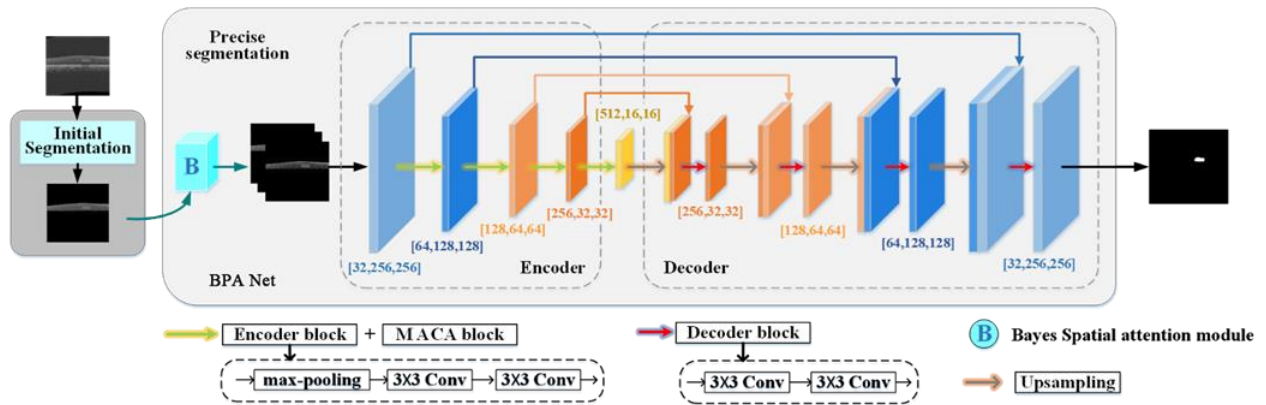 Precise
segmentation
Initial
Segmentation
B
BPA Net
[32,256,256]
[64,128,128]
[128,64,64]
[256,32,32]
[512,16,16]
Encoder
Decoder
[256,32,32]
[128,64,64]
[64,128,128]
[32,256,256]
Encoder block + MACA block
max-pooling 3X3 Conv 3X3 Conv
Decoder block
3X3 Conv 3X3 Conv
B Bayes Spatial attention module
Upsampling